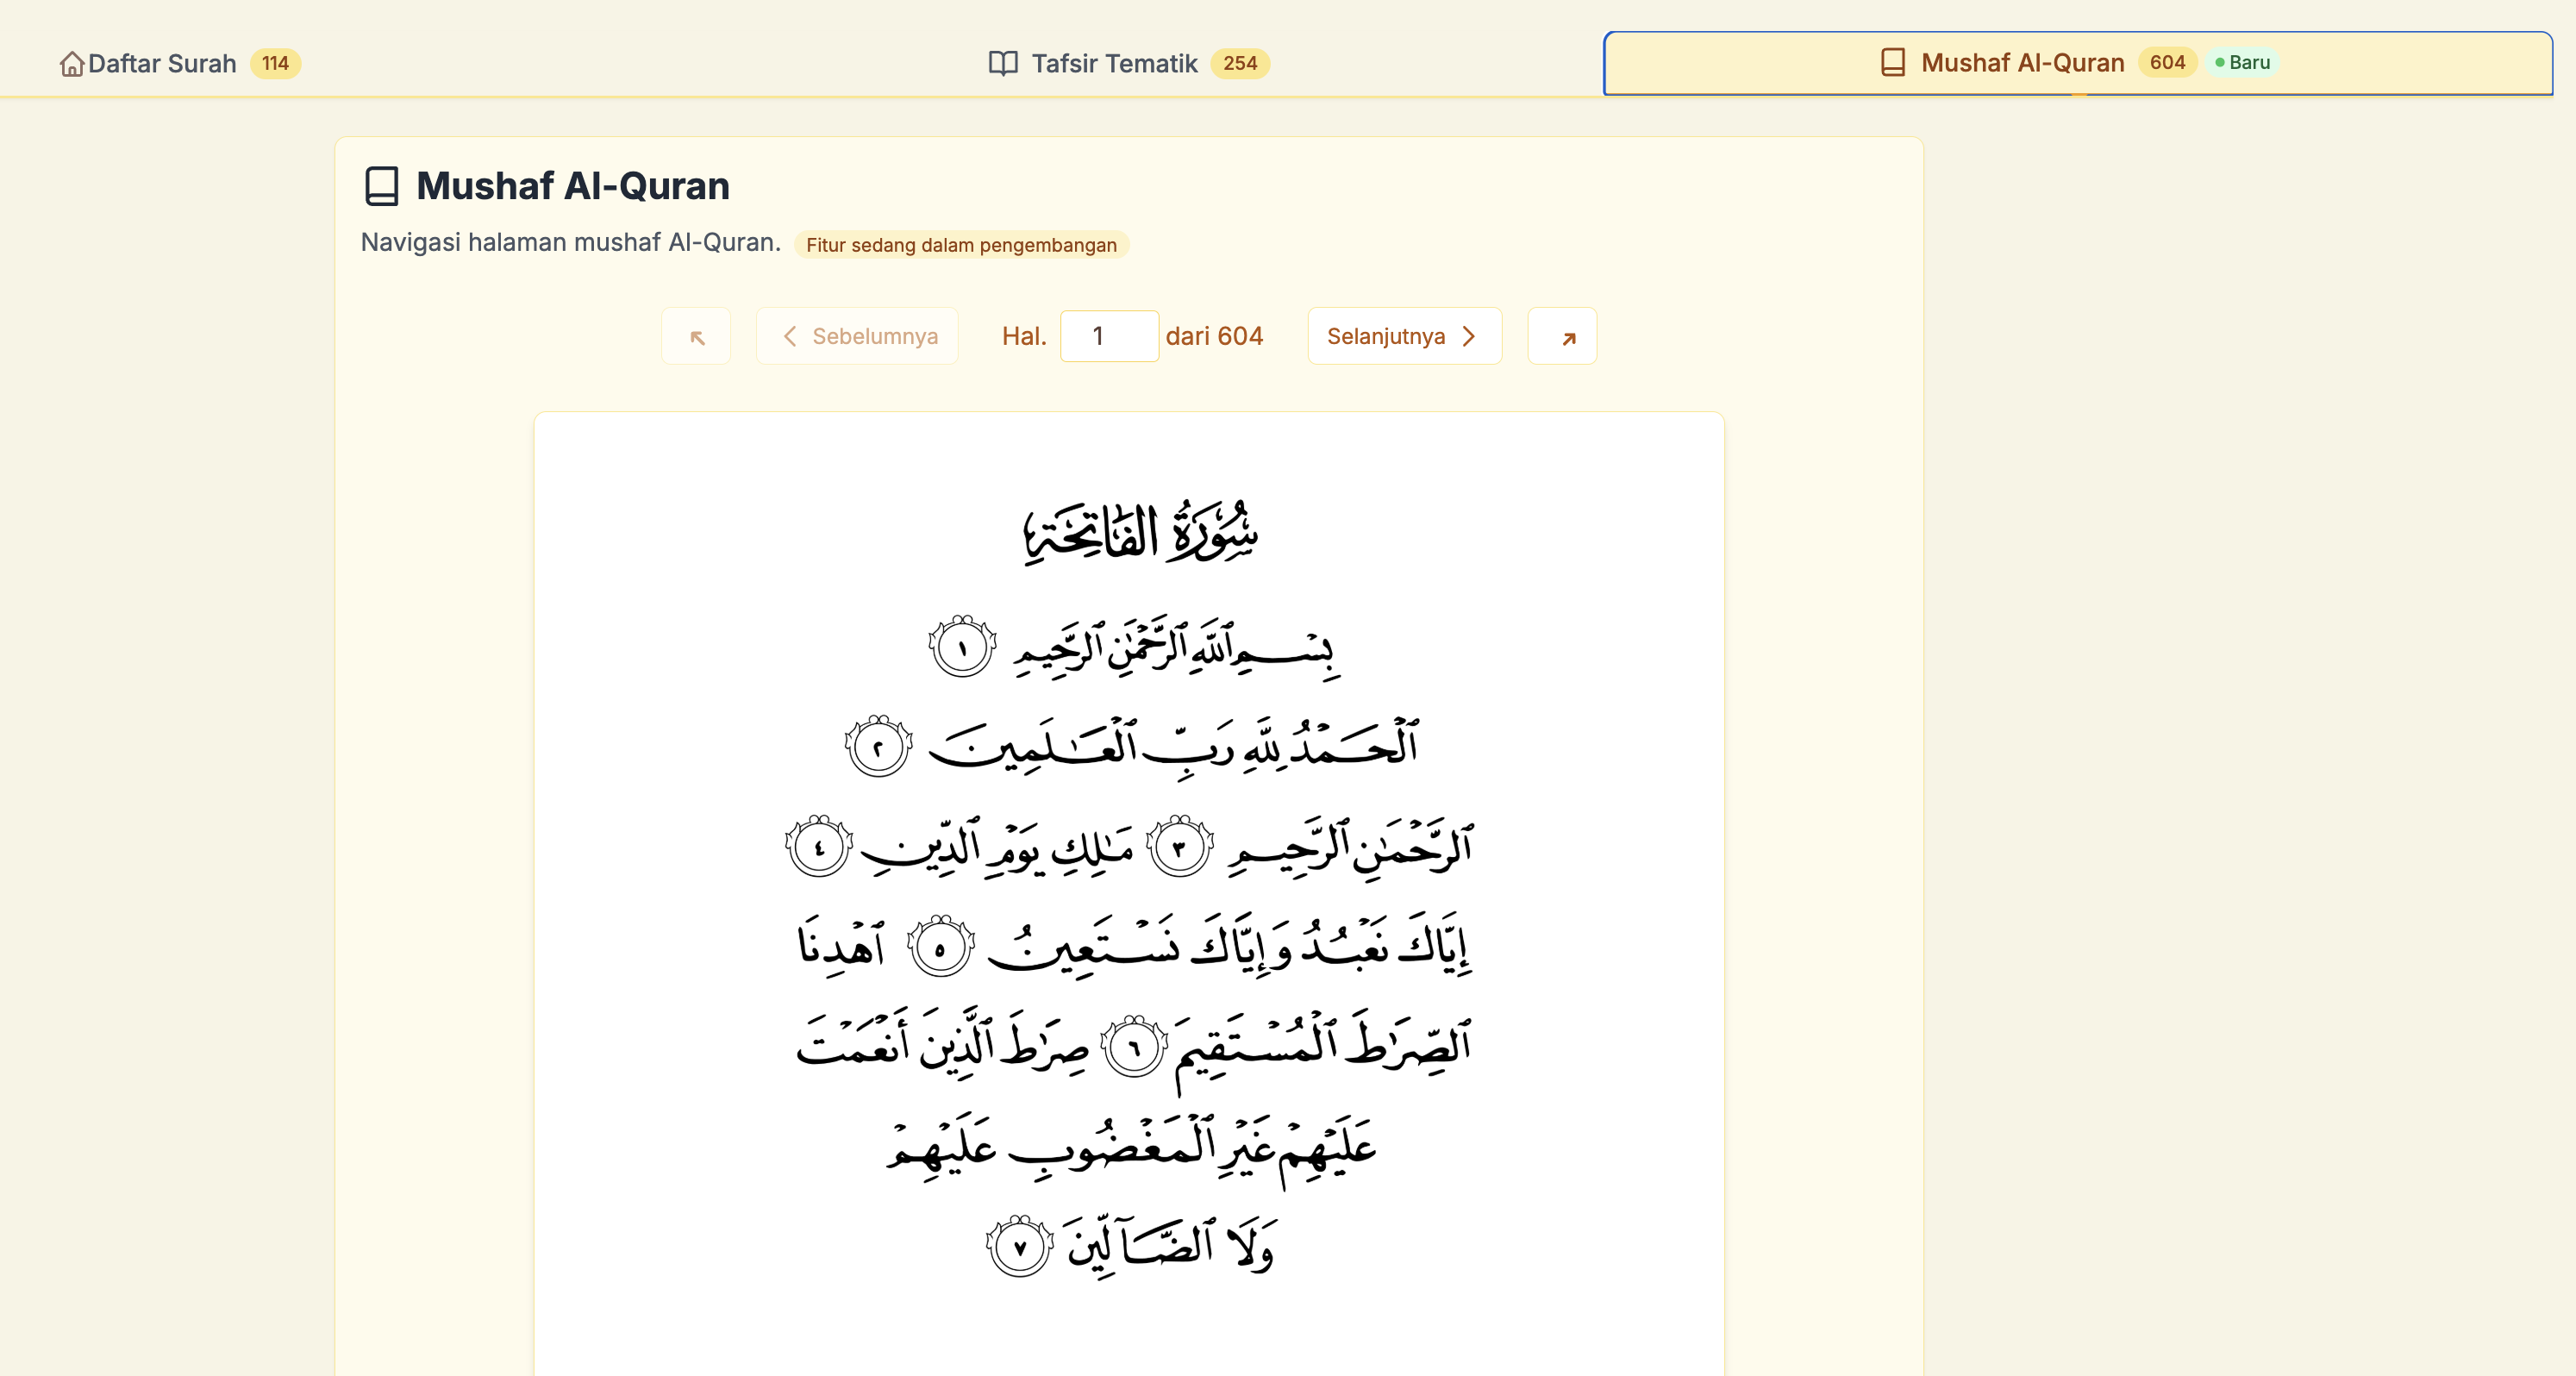 Daftar Surah 114
Tafsir Tematik 254
Mushaf Al-Quran 604 Baru
Mushaf Al-Quran
Navigasi halaman mushaf Al-Quran. Fitur sedang dalam pengembangan
Sebelumnya Hal. 1 dari 604 Selanjutnya
سُورَةُ الفَاتِحَةِ
بِسْمِ ٱللَّهِ ٱلرَّحْمَٰنِ ٱلرَّحِيمِ ١
ٱلْحَمْدُ لِلَّهِ رَبِّ ٱلْعَٰلَمِينَ ٢
ٱلرَّحْمَٰنِ ٱلرَّحِيمِ ٣ مَٰلِكِ يَوْمِ ٱلدِّينِ ٤
إِيَّاكَ نَعْبُدُ وَإِيَّاكَ نَسْتَعِينُ ٥ ٱهْدِنَا
ٱلصِّرَٰطَ ٱلْمُسْتَقِيمَ ٦ صِرَٰطَ ٱلَّذِينَ أَنْعَمْتَ
عَلَيْهِمْ غَيْرِ ٱلْمَغْضُوبِ عَلَيْهِمْ
وَلَا ٱلضَّآلِّينَ ٧